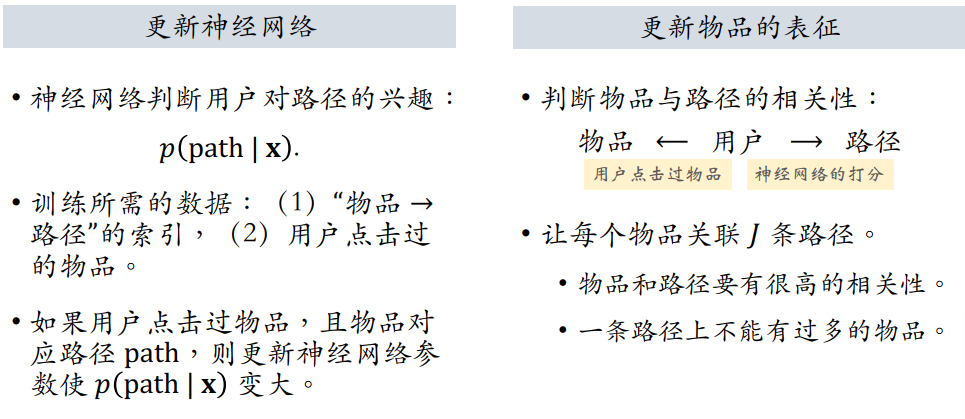 更新神经网络
• 神经网络判断用户对路径的兴趣：
p(path | x).
• 训练所需的数据：（1）“物品→
路径”的索引，（2）用户点击过
的物品。
• 如果用户点击过物品，且物品对
应路径 path，则更新神经网络参
数使 p(path | x) 变大。
更新物品的表征
• 判断物品与路径的相关性：
物品 ⟵ 用户 ⟶ 路径
用户点击过物品 神经网络的打分
• 让每个物品关联 J 条路径。
• 物品和路径要有很高的相关性。
• 一条路径上不能有过多的物品。